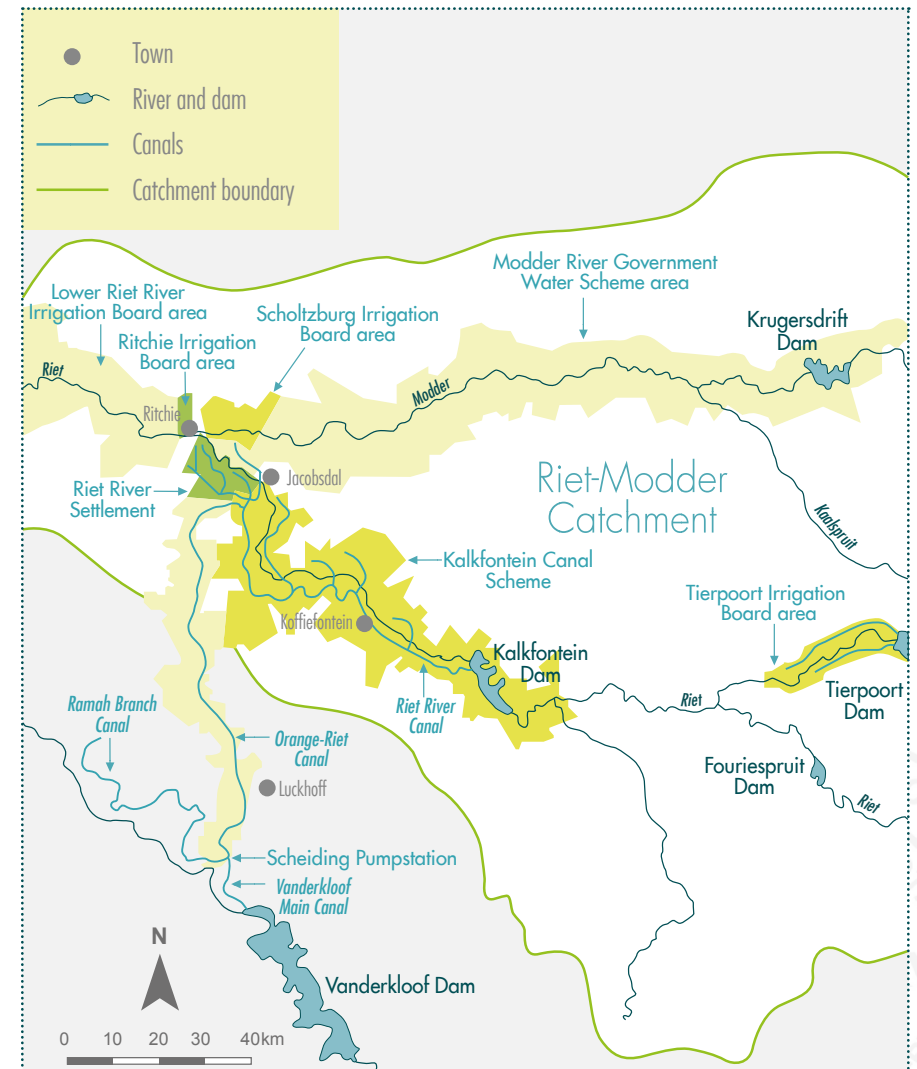 Town
River and dam
Canals
Catchment boundary
Modder River Government
Water Scheme area
Lower Riet River
Irrigation Board area
Scholtzburg Irrigation
Board area
Krugersdrift
Dam
Ritchie Irrigation
Board area
Riet
Modder
Ritchie
Jacobsdal
Riet River
Settlement
Riet-Modder
Catchment
Kaalspruit
Kalkfontein Canal
Scheme
Tierpoort Irrigation
Board area
Koffiefontein
Kalkfontein
Dam
Riet
Tierpoort
Dam
Ramah Branch
Canal
Riet River
Canal
Orange-Riet
Canal
Fouriespruit
Dam
Luckhoff
Riet
Scheiding Pumpstation
Vanderkloof
Main Canal
N
Vanderkloof Dam
0 10 20 30 40km